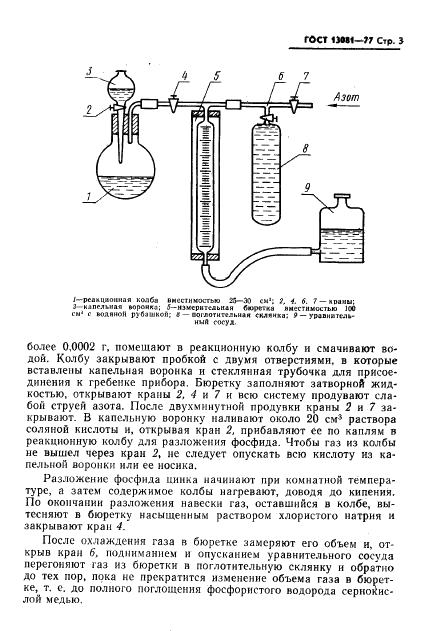 ГОСТ 13081—77 Стр. 3
3
4
5
6
7
Азот
2
1
8
9
1—реакционная колба вместимостью 25—30 см³; 2, 4, 6, 7 — краны;
3—капельная воронка; 5—измерительная бюретка вместимостью 100
см³ с водяной рубашкой; 8 — поглотительная склянка; 9 — уравнитель-
ный сосуд.
более 0,0002 г, помещают в реакционную колбу и смачивают во-
дой. Колбу закрывают пробкой с двумя отверстиями, в которые
вставлены капельная воронка и стеклянная трубочка для присое-
динения к гребенке прибора. Бюретку заполняют затворной жид-
костью, открывают краны 2, 4 и 7 и всю систему продувают сла-
бой струей азота. После двухминутной продувки краны 2 и 7 за-
крывают. В капельную воронку наливают около 20 см³ раствора
соляной кислоты и, открывая кран 2, прибавляют ее по каплям в
реакционную колбу для разложения фосфида. Чтобы газ из колбы
не вышел через кран 2, не следует опускать всю кислоту из ка-
пельной воронки или ее носика.
Разложение фосфида цинка начинают при комнатной темпера-
туре, а затем содержимое колбы нагревают, доводя до кипения.
По окончании разложения навески газ, оставшийся в колбе, вы-
тесняют в бюретку насыщенным раствором хлористого натрия и
закрывают кран 4.
После охлаждения газа в бюретке замеряют его объем и, от-
крыв кран 6, подниманием и опусканием уравнительного сосуда
перегоняют газ из бюретки в поглотительную склянку и обратно
до тех пор, пока не прекратится изменение объема газа в бюрет-
ке, т. е. до полного поглощения фосфористого водорода сернокис-
лой медью.